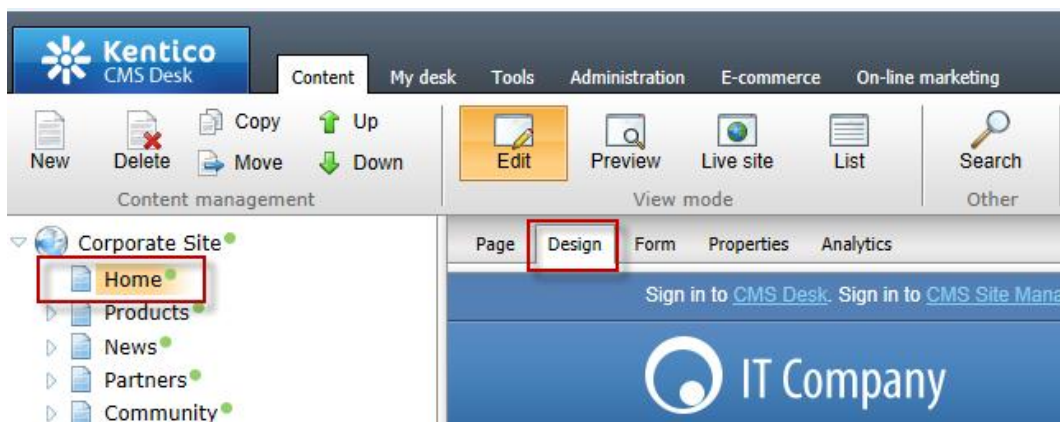 Kentico
CMS Desk
Content My desk Tools Administration E-commerce On-line marketing
New Delete Copy Move Up Down
Content management
Edit Preview Live site List
View mode
Search
Other
Corporate Site
Home
Products
News
Partners
Community
Page Design Form Properties Analytics
Sign in to CMS Desk. Sign in to CMS Site Mana
IT Company